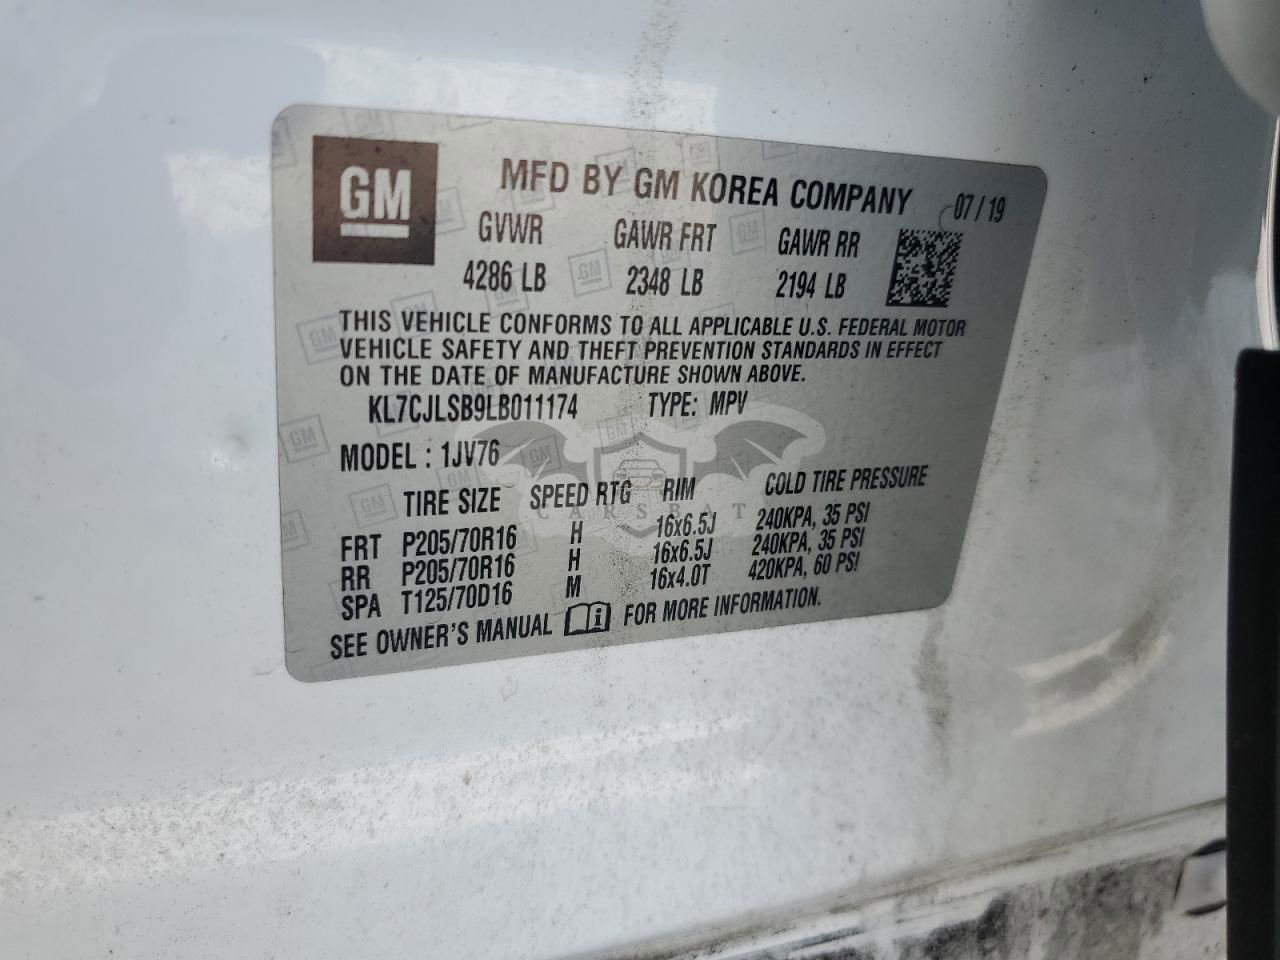 GM
MFD BY GM KOREA COMPANY 07/19
GVWR GAWR FRT GAWR RR
4286 LB 2348 LB 2194 LB
THIS VEHICLE CONFORMS TO ALL APPLICABLE U.S. FEDERAL MOTOR
VEHICLE SAFETY AND THEFT PREVENTION STANDARDS IN EFFECT
ON THE DATE OF MANUFACTURE SHOWN ABOVE.
KL7CJLSB9LB011174 TYPE: MPV
MODEL : 1JV76
TIRE SIZE SPEED RTG RIM COLD TIRE PRESSURE
FRT P205/70R16 H 16x6.5J 240KPA, 35 PSI
RR P205/70R16 H 16x6.5J 240KPA, 35 PSI
SPA T125/70D16 M 16x4.0T 420KPA, 60 PSI
SEE OWNER'S MANUAL FOR MORE INFORMATION.
CARSBAT